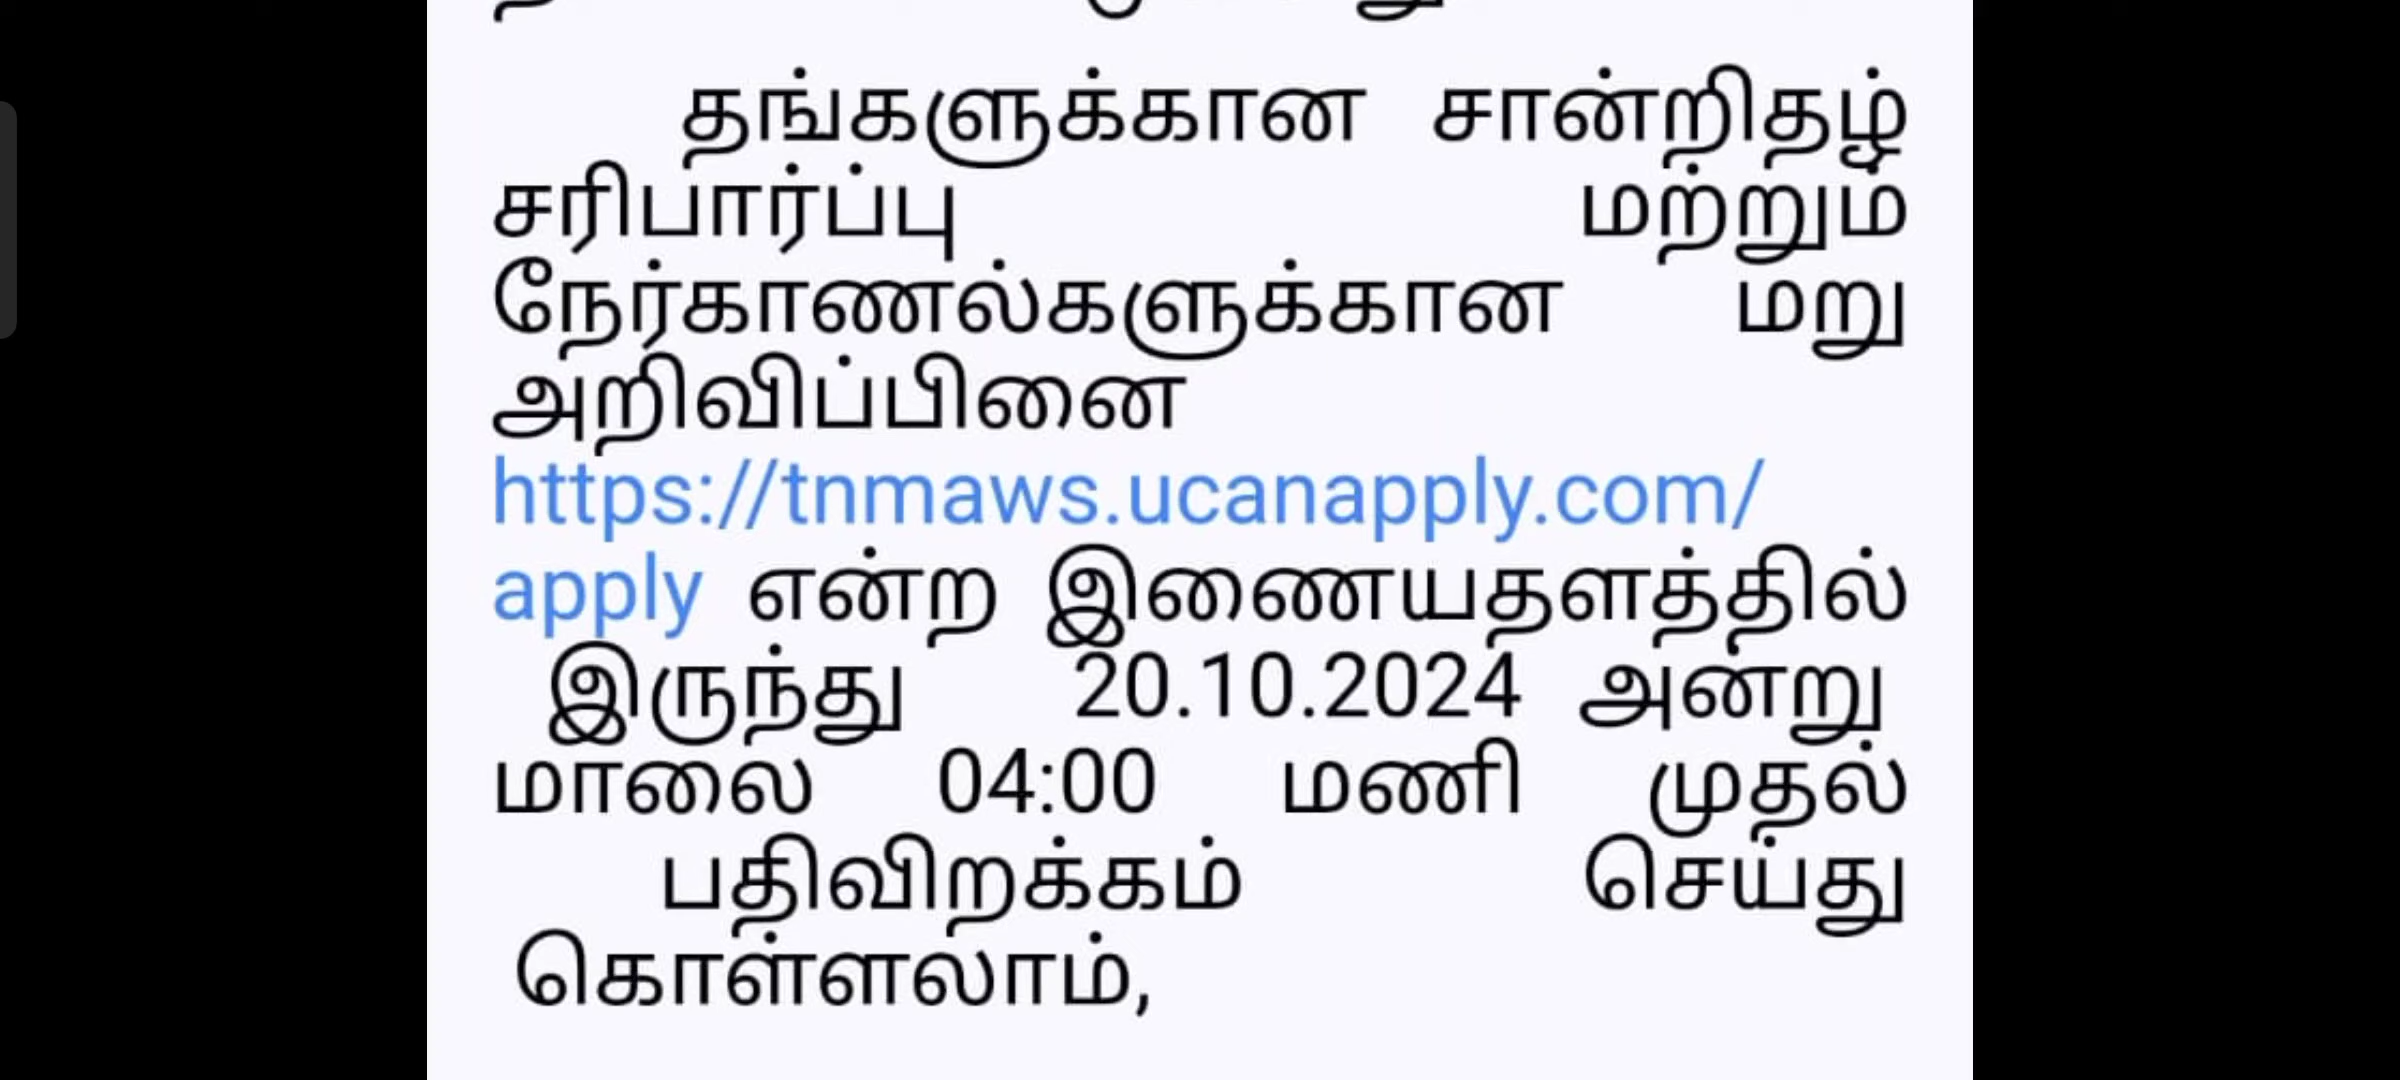 தங்களுக்கான சான்றிதழ்
சரிபார்ப்பு மற்றும்
நேர்காணல்களுக்கான மறு
அறிவிப்பினை
https://tnmaws.ucanapply.com/
apply என்ற இணையதளத்தில்
இருந்து 20.10.2024 அன்று
மாலை 04:00 மணி முதல்
பதிவிறக்கம் செய்து
கொள்ளலாம்,